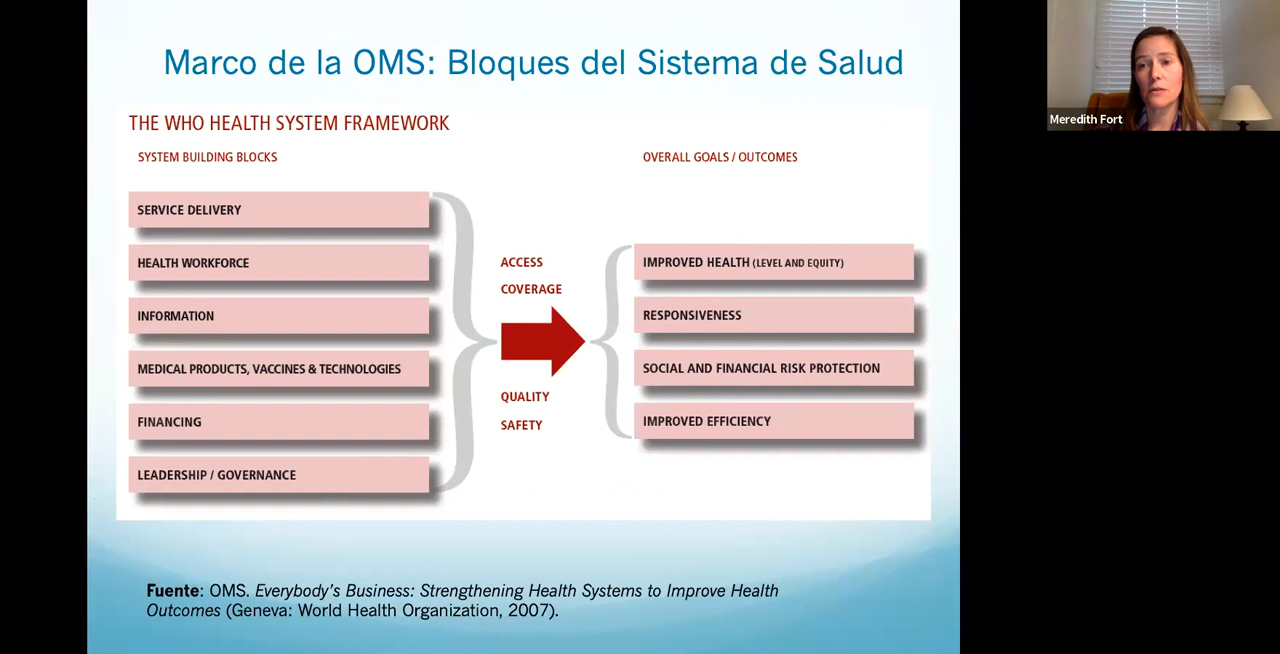 Marco de la OMS: Bloques del Sistema de Salud
THE WHO HEALTH SYSTEM FRAMEWORK
SYSTEM BUILDING BLOCKS
SERVICE DELIVERY
HEALTH WORKFORCE
INFORMATION
MEDICAL PRODUCTS, VACCINES & TECHNOLOGIES
FINANCING
LEADERSHIP / GOVERNANCE
ACCESS
COVERAGE
QUALITY
SAFETY
OVERALL GOALS / OUTCOMES
IMPROVED HEALTH (LEVEL AND EQUITY)
RESPONSIVENESS
SOCIAL AND FINANCIAL RISK PROTECTION
IMPROVED EFFICIENCY
Fuente: OMS. Everybody's Business: Strengthening Health Systems to Improve Health
Outcomes (Geneva: World Health Organization, 2007).
Meredith Fort